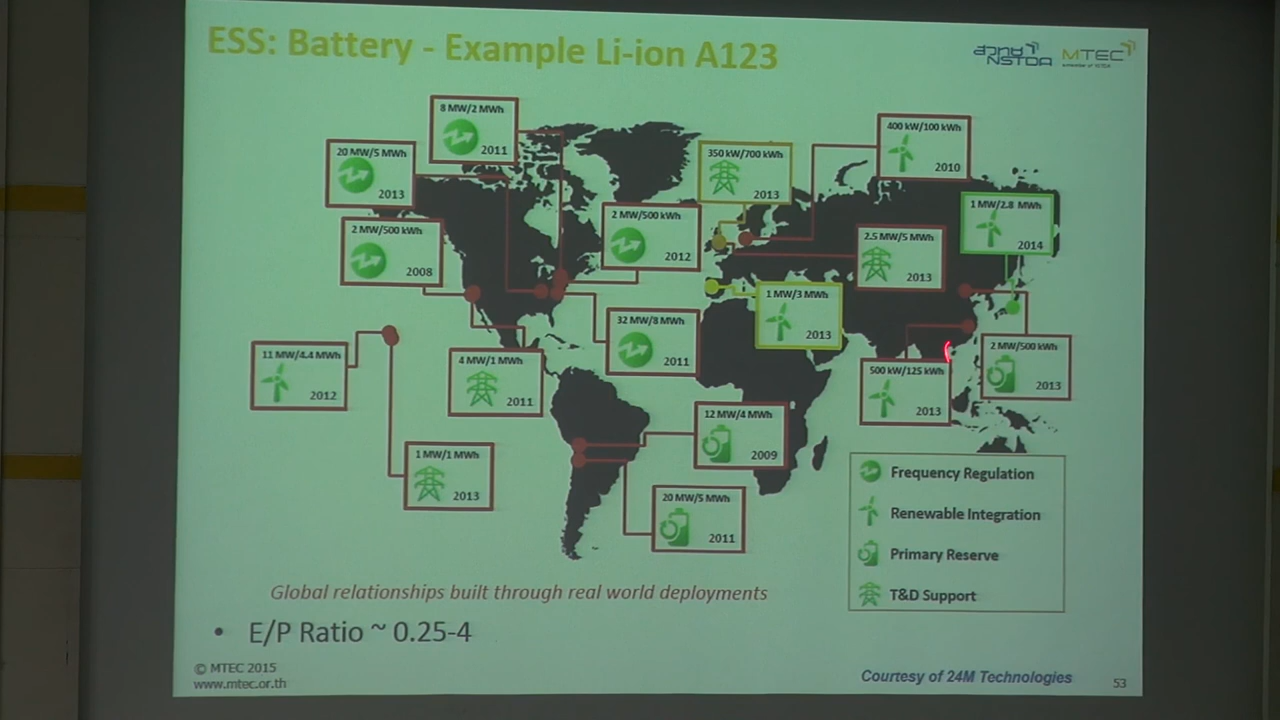 ESS: Battery - Example Li-ion A123
NSTDA
MTEC
a member of NSTDA
8 MW/2 MWh
2011
20 MW/5 MWh
2013
2 MW/500 kWh
2008
350 kW/700 kWh
2013
400 kW/100 kWh
2010
2 MW/500 kWh
2012
2.5 MW/5 MWh
2013
1 MW/2.8 MWh
2014
1 MW/3 MWh
2013
32 MW/8 MWh
2011
11 MW/4.4 MWh
2012
4 MW/1 MWh
2011
500 kW/125 kWh
2013
2 MW/500 kWh
2013
12 MW/4 MWh
2009
1 MW/1 MWh
2013
20 MW/5 MWh
2011
Frequency Regulation
Renewable Integration
Primary Reserve
T&D Support
Global relationships built through real world deployments
• E/P Ratio ~ 0.25-4
© MTEC 2015
www.mtec.or.th
Courtesy of 24M Technologies
53